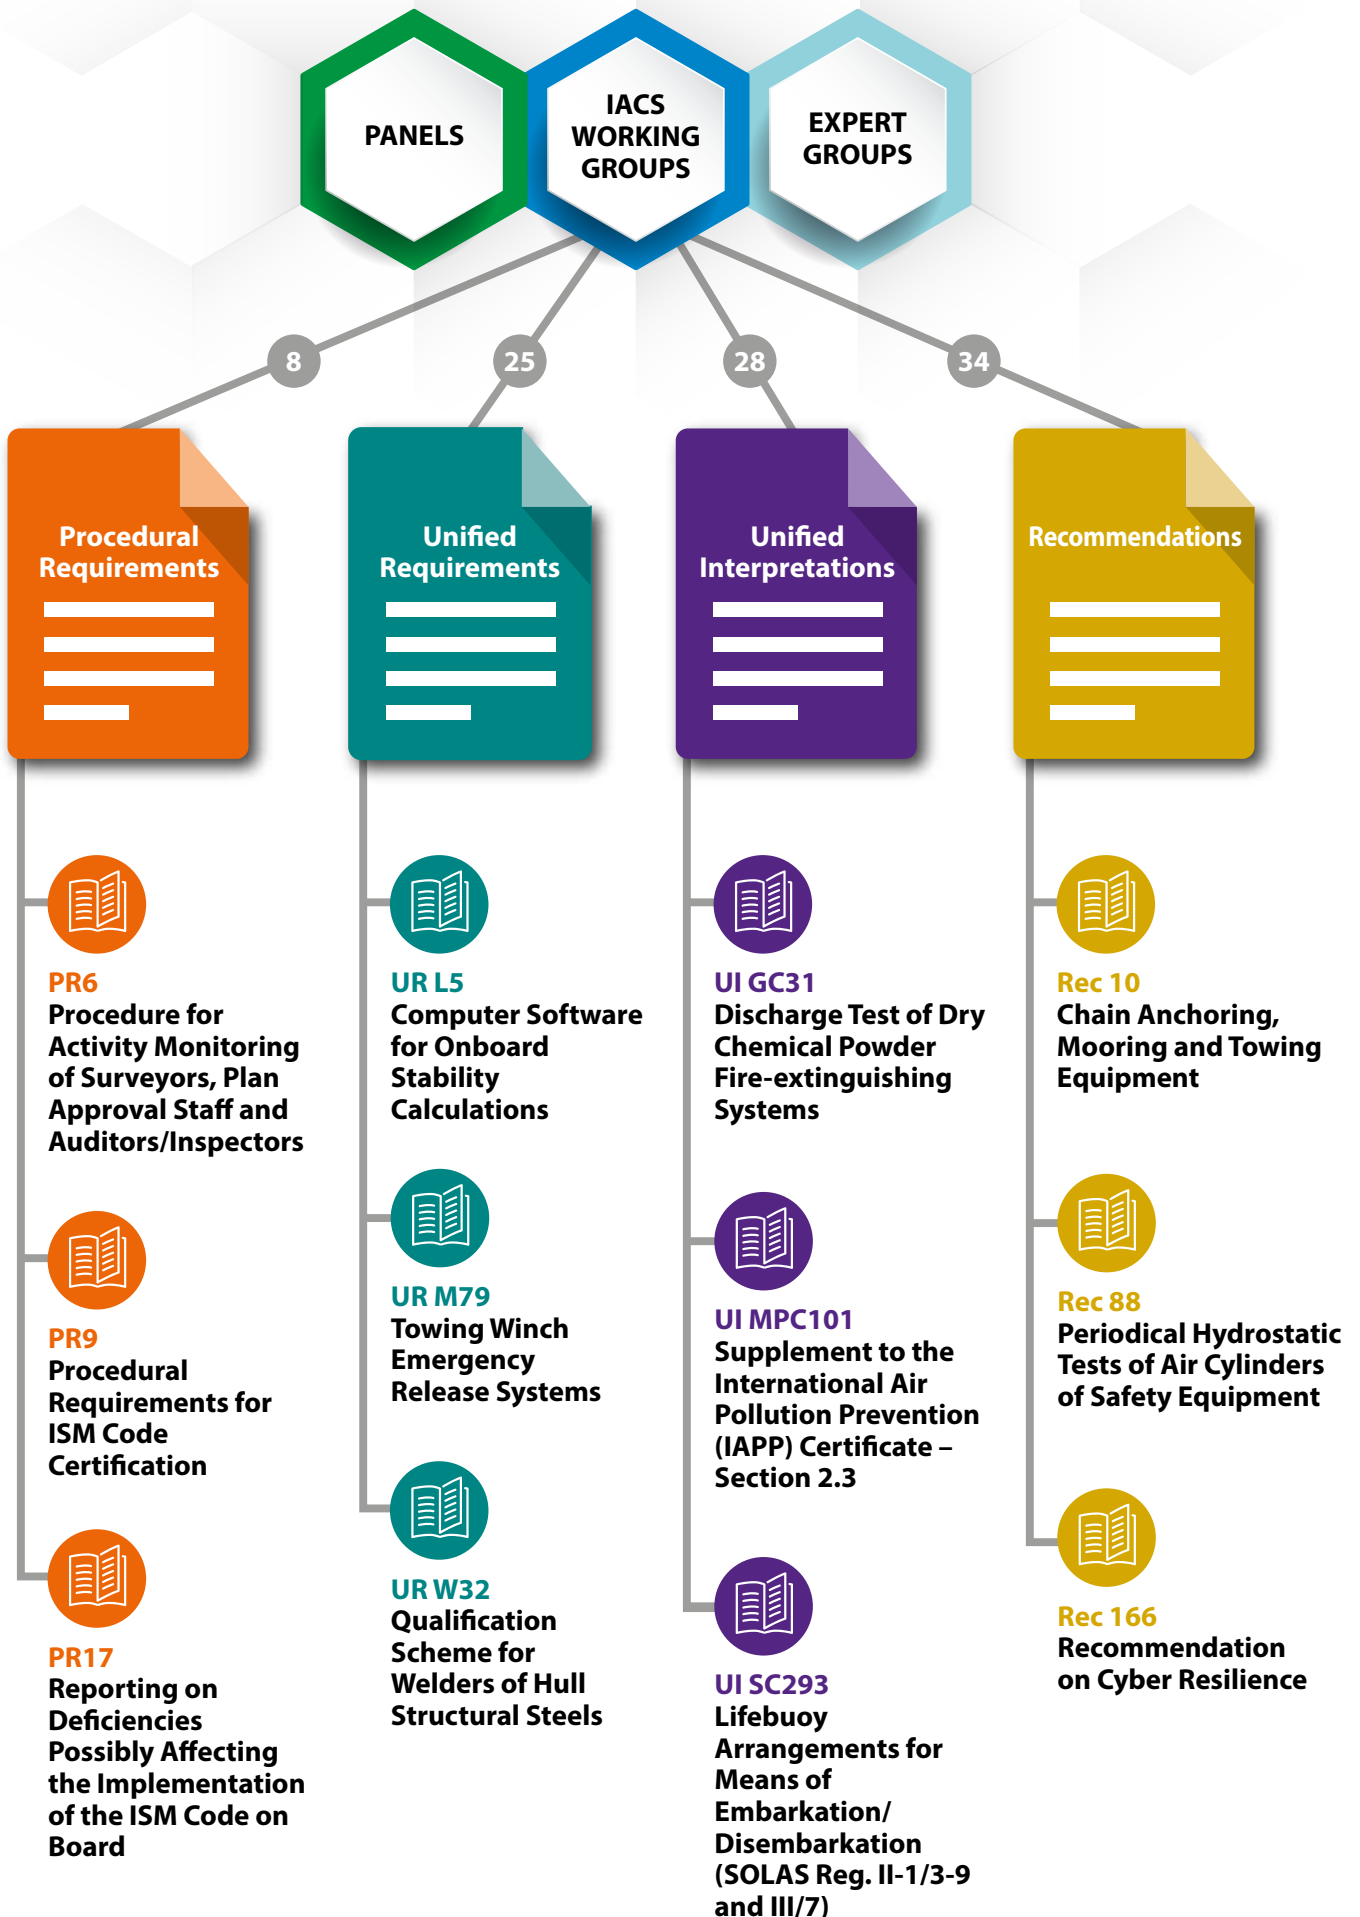 PANELS
IACS
WORKING
GROUPS
EXPERT
GROUPS
8
25
28
34
Procedural
Requirements
Unified
Requirements
Unified
Interpretations
Recommendations
PR6
Procedure for
Activity Monitoring
of Surveyors, Plan
Approval Staff and
Auditors/Inspectors
PR9
Procedural
Requirements for
ISM Code
Certification
PR17
Reporting on
Deficiencies
Possibly Affecting
the Implementation
of the ISM Code on
Board
UR L5
Computer Software
for Onboard
Stability
Calculations
UR M79
Towing Winch
Emergency
Release Systems
UR W32
Qualification
Scheme for
Welders of Hull
Structural Steels
UI GC31
Discharge Test of Dry
Chemical Powder
Fire-extinguishing
Systems
UI MPC101
Supplement to the
International Air
Pollution Prevention
(IAPP) Certificate –
Section 2.3
UI SC293
Lifebuoy
Arrangements for
Means of
Embarkation/
Disembarkation
(SOLAS Reg. II-1/3-9
and III/7)
Rec 10
Chain Anchoring,
Mooring and Towing
Equipment
Rec 88
Periodical Hydrostatic
Tests of Air Cylinders
of Safety Equipment
Rec 166
Recommendation
on Cyber Resilience